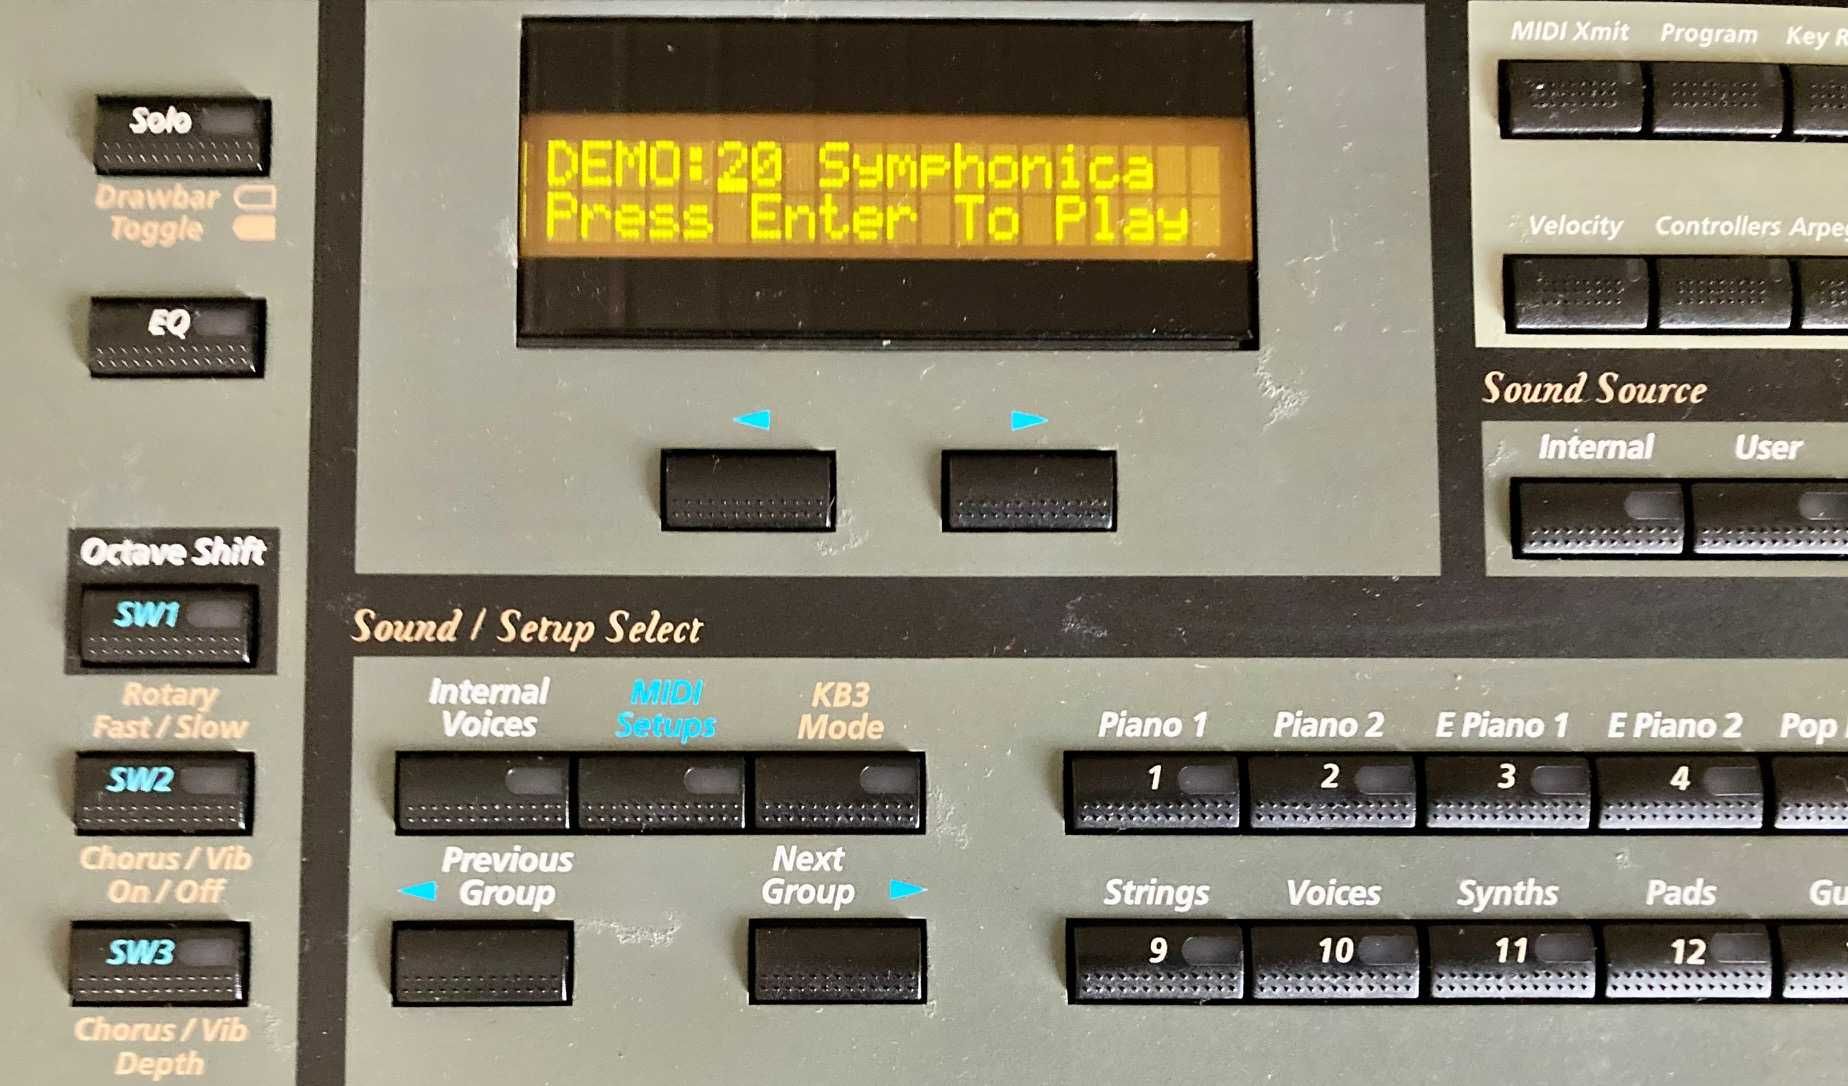 Solo
Drawbar
Toggle
EQ
Octave Shift
SW1
Rotary
Fast / Slow
SW2
Chorus / Vib
On / Off
SW3
Chorus / Vib
Depth
DEMO:20 Symphonica
Press Enter To Play
MIDI Xmit Program Key
Velocity Controllers
Sound Source
Internal User
Sound / Setup Select
Internal
Voices
MIDI
Setups
KB3
Mode
Previous
Group
Next
Group
Piano 1 Piano 2 E Piano 1 E Piano 2 Pop
1 2 3 4
Strings Voices Synths Pads
9 10 11 12